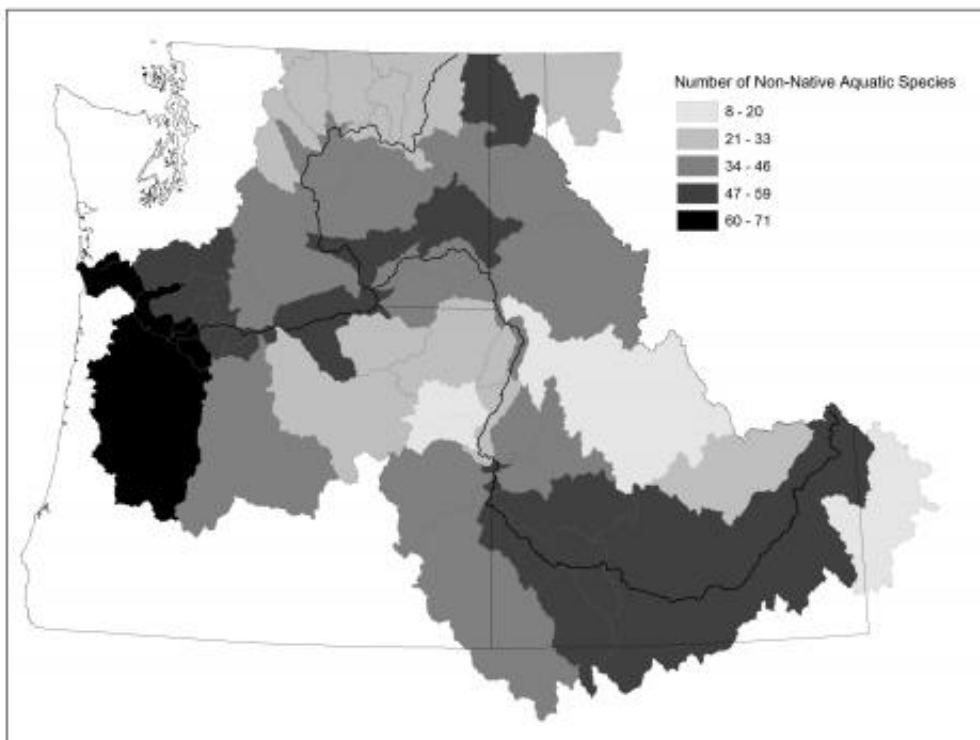 Number of Non-Native Aquatic Species
8 - 20
21 - 33
34 - 46
47 - 59
60 - 71